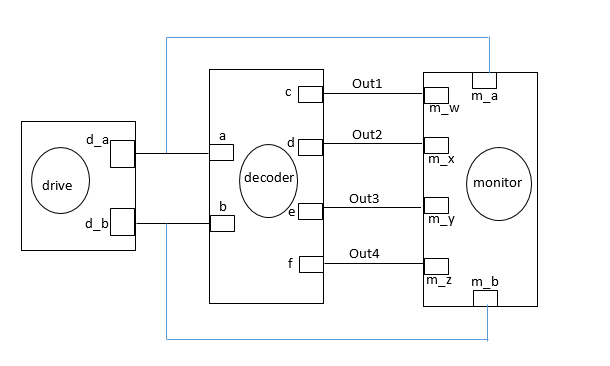 d_a
drive
d_b
a
b
decoder
c
d
e
f
Out1
Out2
Out3
Out4
m_a
m_w
m_x
m_y
m_z
m_b
monitor